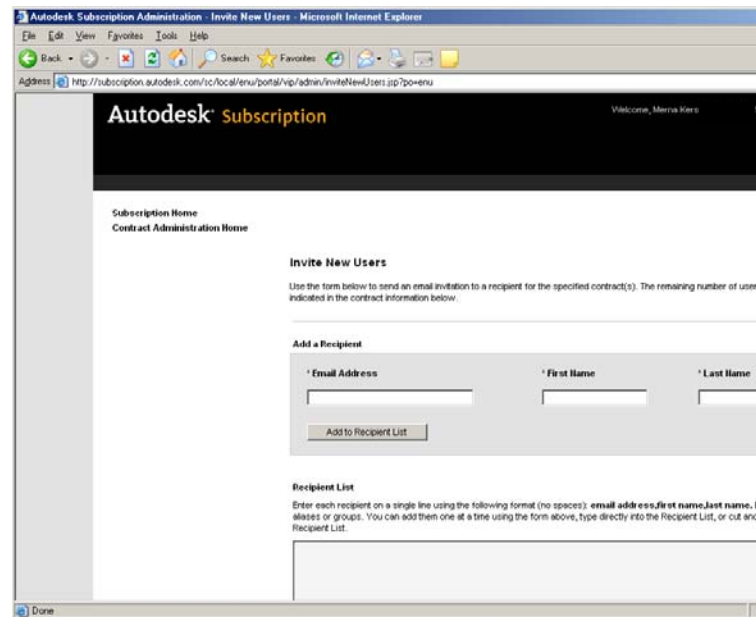 Autodesk Subscription Administration - Invite New Users - Microsoft Internet Explorer
File Edit View Favorites Tools Help
Back Search Favorites
Address http://subscription.autodesk.com/sc/local/enu/portal/vip/admin/inviteNewUsers.jsp?po=enu
Autodesk Subscription
Welcome, Merna Kers
Subscription Home
Contract Administration Home
Invite New Users
Use the form below to send an email invitation to a recipient for the specified contract(s). The remaining number of user
indicated in the contract information below.
Add a Recipient
* Email Address * First Name * Last Name
Add to Recipient List
Recipient List
Enter each recipient on a single line using the following format (no spaces): email address,first name,last name.
aliases or groups. You can add them one at a time using the form above, type directly into the Recipient List, or cut and
Recipient List.
Done